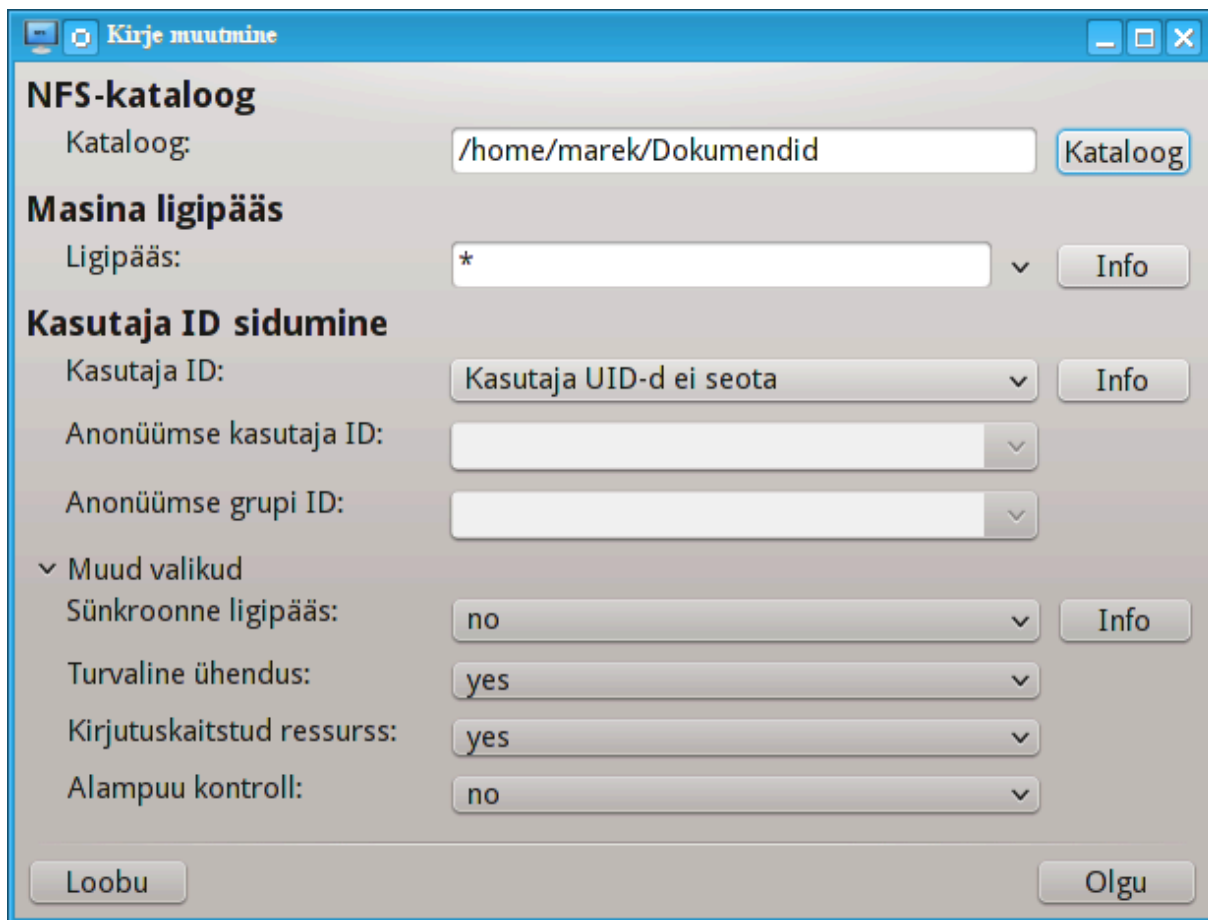 Kirje muutmine
NFS-kataloog
Kataloog: /home/marek/Dokumendid Kataloog
Masina ligipääs
Ligipääs: * Info
Kasutaja ID sidumine
Kasutaja ID: Kasutaja UID-d ei seota Info
Anonüümse kasutaja ID:
Anonüümse grupi ID:
Muud valikud
Sünkroonne ligipääs: no Info
Turvaline ühendus: yes
Kirjutuskaitstud ressurss: yes
Alampuu kontroll: no
Loobu Olgu